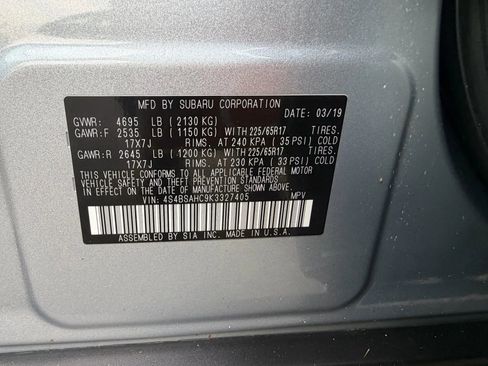 MFD BY SUBARU CORPORATION
DATE: 03/19
GVWR: 4695 LB ( 2130 KG)
GAWR:F 2535 LB ( 1150 KG) WITH 225/65R17 TIRES.
17X7J RIMS. AT 240 KPA ( 35 PSI) COLD
GAWR:R 2645 LB ( 1200 KG) WITH 225/65R17 TIRES.
17X7J RIMS. AT 230 KPA ( 33 PSI) COLD
THIS VEHICLE CONFORMS TO ALL APPLICABLE FEDERAL MOTOR
VEHICLE SAFETY, BUMPER, AND THEFT PREVENTION STANDARDS
IN EFFECT ON THE DATE OF MANUFACTURE SHOWN ABOVE.
VIN: 4S4BSAHC9K3327405 MPV
ASSEMBLED BY SIA INC. MADE IN U.S.A.